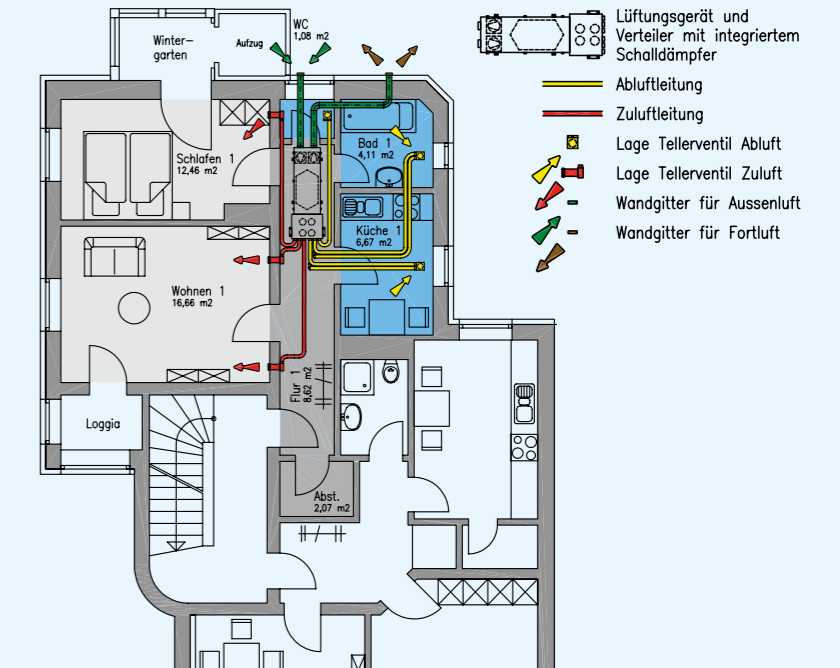 WC
1,08 m2
Winter-
garten
Aufzug
Schlafen 1
12,46 m2
Bad 1
4,11 m2
Küche 1
6,67 m2
Wohnen 1
16,66 m2
Flur 1
8,62 m2
Loggia
Abst.
2,07 m2
Lüftungsgerät und
Verteiler mit integriertem
Schalldämpfer
Abluftleitung
Zuluftleitung
Lage Tellerventil Abluft
Lage Tellerventil Zuluft
Wandgitter für Aussenluft
Wandgitter für Fortluft